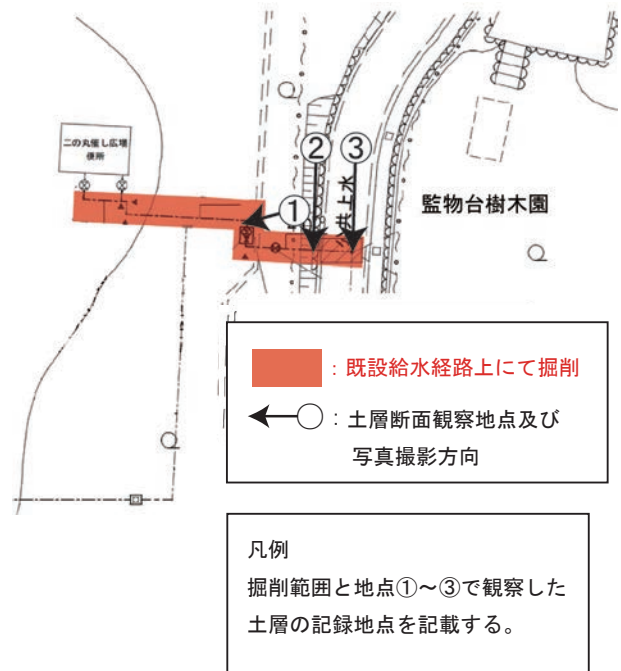 二の丸催し広場
便所
①
②
③
共上水
監物台樹木園
：既設給水経路上にて掘削
：土層断面観察地点及び
写真撮影方向
凡例
掘削範囲と地点①～③で観察した
土層の記録地点を記載する。